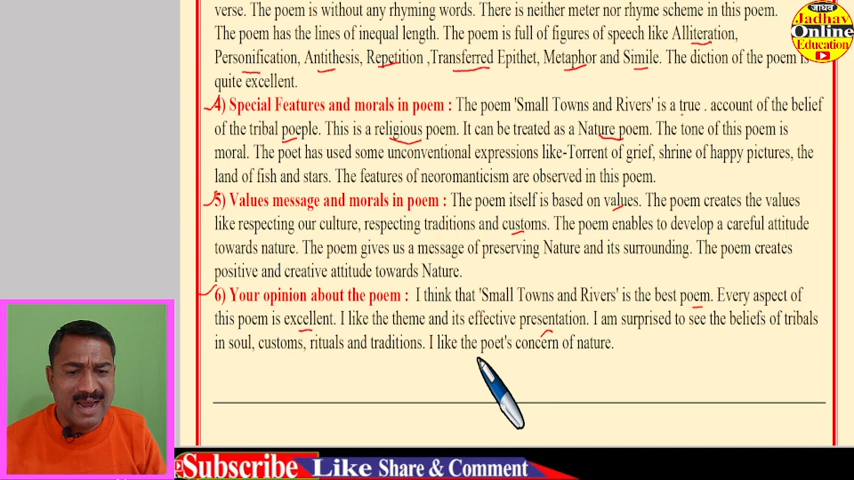 verse. The poem is without any rhyming words. There is neither meter nor rhyme scheme in this poem.
The poem has the lines of inequal length. The poem is full of figures of speech like Alliteration,
Personification, Antithesis, Repetition ,Transferred Epithet, Metaphor and Simile. The diction of the poem is
quite excellent.
4) Special Features and morals in poem : The poem 'Small Towns and Rivers' is a true . account of the belief
of the tribal poeple. This is a religious poem. It can be treated as a Nature poem. The tone of this poem is
moral. The poet has used some unconventional expressions like-Torrent of grief, shrine of happy pictures, the
land of fish and stars. The features of neoromanticism are observed in this poem.
5) Values message and morals in poem : The poem itself is based on values. The poem creates the values
like respecting our culture, respecting traditions and customs. The poem enables to develop a careful attitude
towards nature. The poem gives us a message of preserving Nature and its surrounding. The poem creates
positive and creative attitude towards Nature.
6) Your opinion about the poem : I think that 'Small Towns and Rivers' is the best poem. Every aspect of
this poem is excellent. I like the theme and its effective presentation. I am surprised to see the beliefs of tribals
in soul, customs, rituals and traditions. I like the poet's concern of nature.
जाधव
Jadhav
Online
Education
Subscribe Like Share & Comment